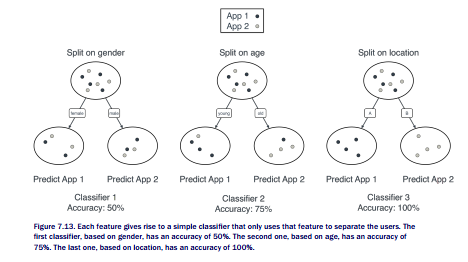 App 1
App 2
Split on gender
Split on age
Split on location
female
male
young
old
A
B
Predict App 1
Predict App 2
Predict App 1
Predict App 2
Predict App 1
Predict App 2
Classifier 1
Accuracy: 50%
Classifier 2
Accuracy: 75%
Classifier 3
Accuracy: 100%
Figure 7.13. Each feature gives rise to a simple classifier that only uses that feature to separate the users. The
first classifier, based on gender, has an accuracy of 50%. The second one, based on age, has an accuracy of
75%. The last one, based on location, has an accuracy of 100%.